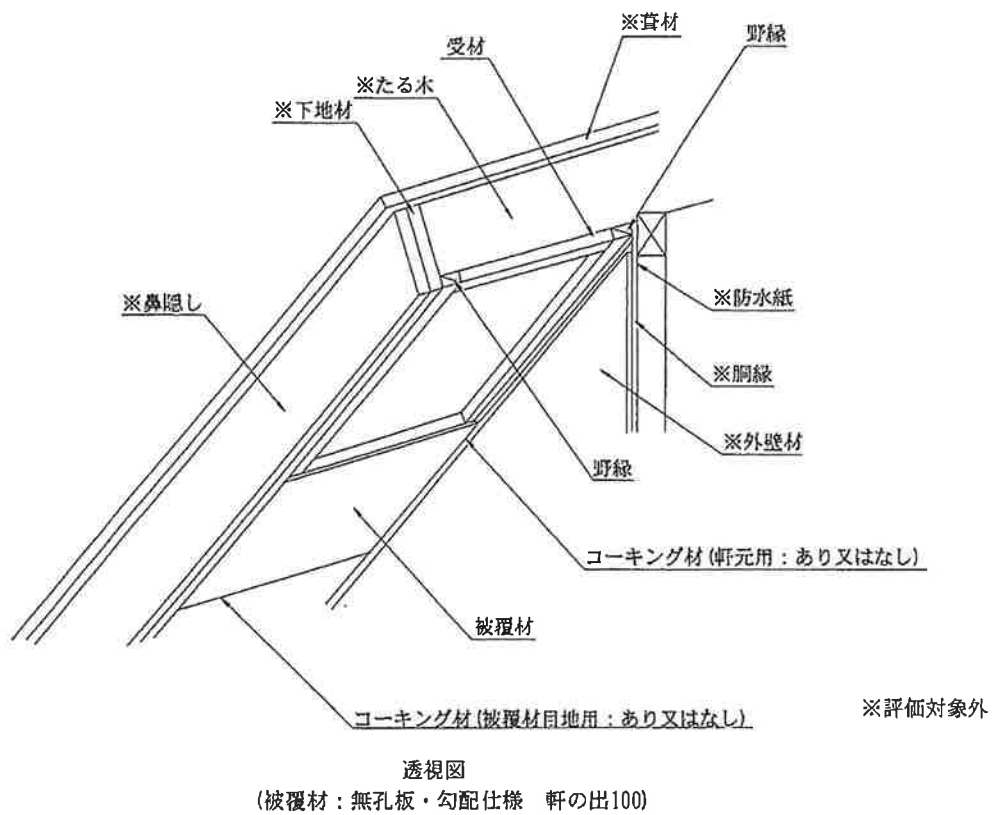 ※葺材
野縁
受材
※たる木
※下地材
※鼻隠し
※防水紙
※胴縁
※外壁材
野縁
コーキング材(軒元用：あり又はなし)
被覆材
コーキング材(被覆材目地用：あり又はなし)
※評価対象外
透視図
(被覆材：無孔板・勾配仕様　軒の出100)